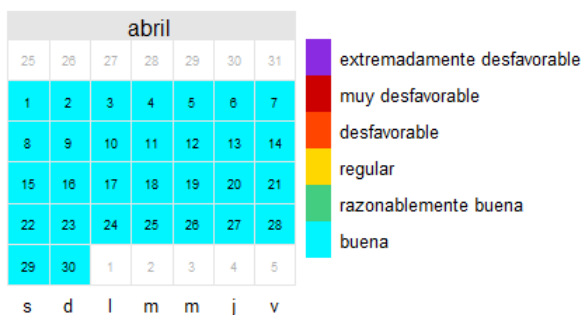 abril
25 26 27 28 29 30 31
1 2 3 4 5 6 7
8 9 10 11 12 13 14
15 16 17 18 19 20 21
22 23 24 25 26 27 28
29 30 1 2 3 4 5
s d l m m j v
extremadamente desfavorable
muy desfavorable
desfavorable
regular
razonablemente buena
buena